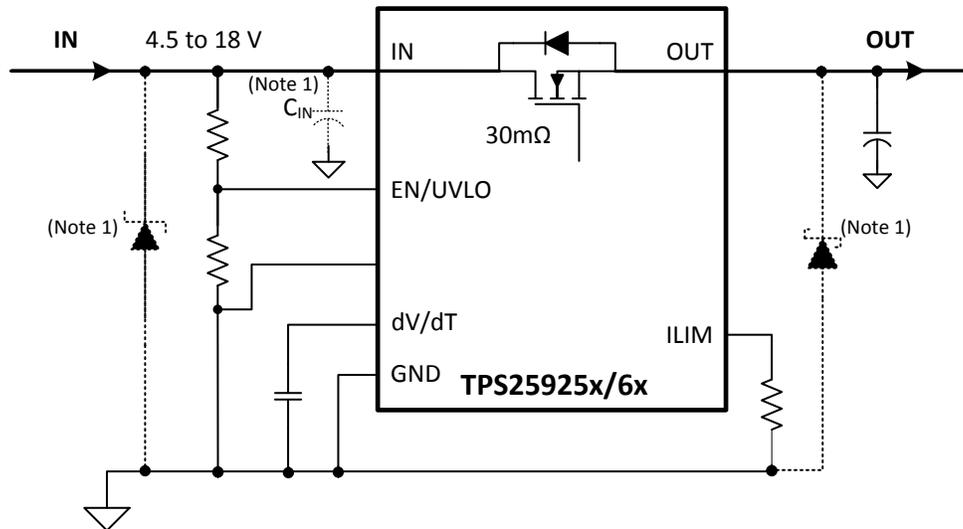 IN
4.5 to 18 V
IN
OUT
OUT
(Note 1)
CIN
30mΩ
EN/UVLO
(Note 1)
(Note 1)
dV/dT
ILIM
GND
TPS25925x/6x